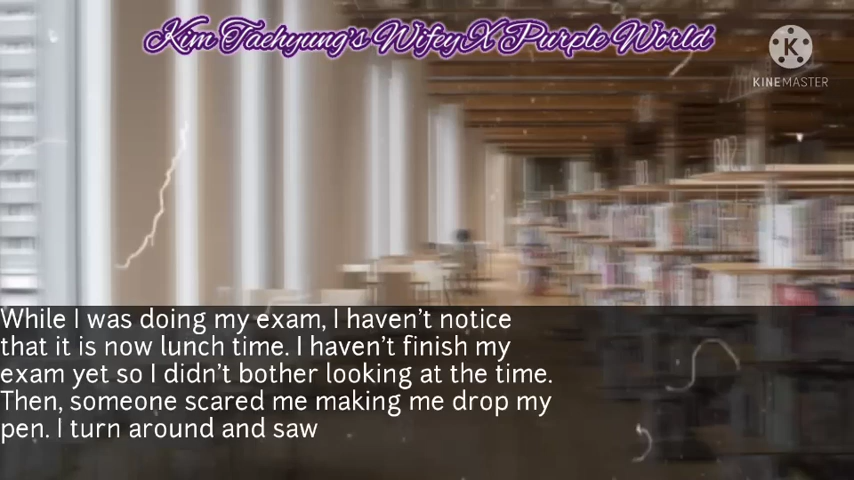 Kim Taehyung's Wifey X Purple World
K
KINEMASTER
While I was doing my exam, I haven't notice
that it is now lunch time. I haven't finish my
exam yet so I didn't bother looking at the time.
Then, someone scared me making me drop my
pen. I turn around and saw